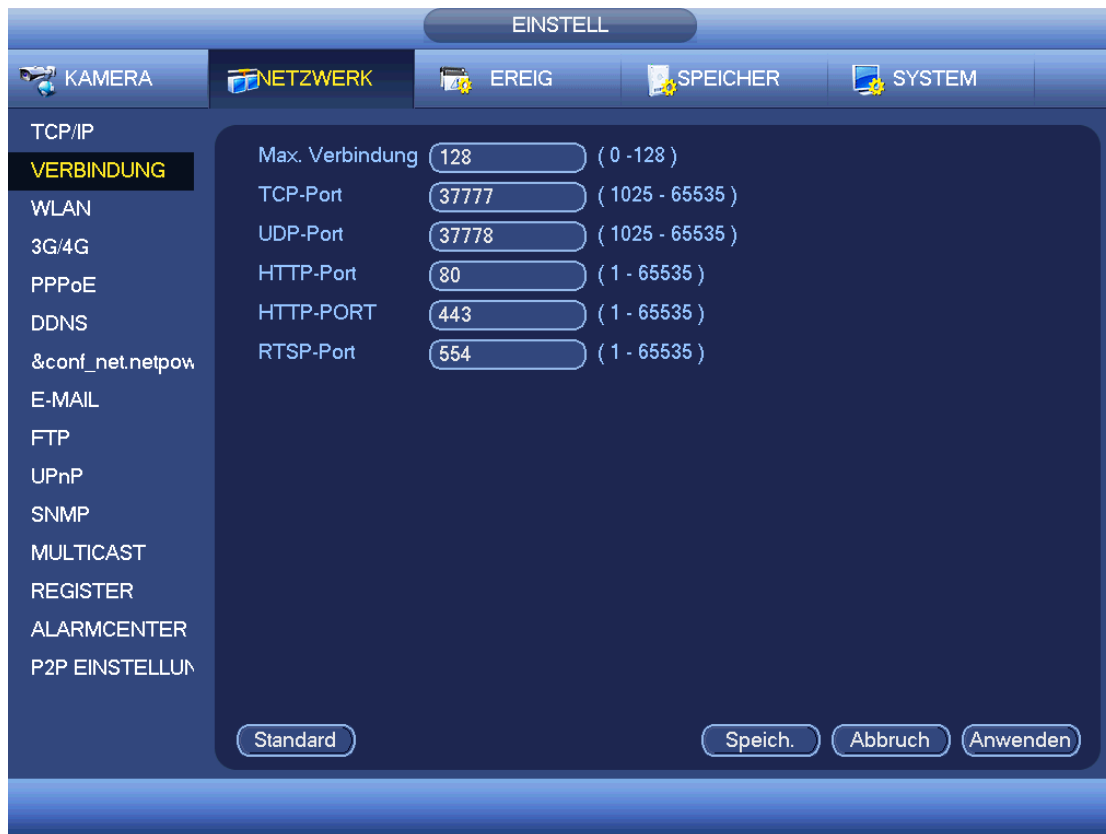 EINSTELL
KAMERA
NETZWERK
EREIG
SPEICHER
SYSTEM
TCP/IP
VERBINDUNG
WLAN
3G/4G
PPPoE
DDNS
&conf_net.netpow
E-MAIL
FTP
UPnP
SNMP
MULTICAST
REGISTER
ALARMCENTER
P2P EINSTELLUN
Max. Verbindung 128 ( 0 -128 )
TCP-Port 37777 ( 1025 - 65535 )
UDP-Port 37778 ( 1025 - 65535 )
HTTP-Port 80 ( 1 - 65535 )
HTTP-PORT 443 ( 1 - 65535 )
RTSP-Port 554 ( 1 - 65535 )
Standard
Speich.
Abbruch
Anwenden